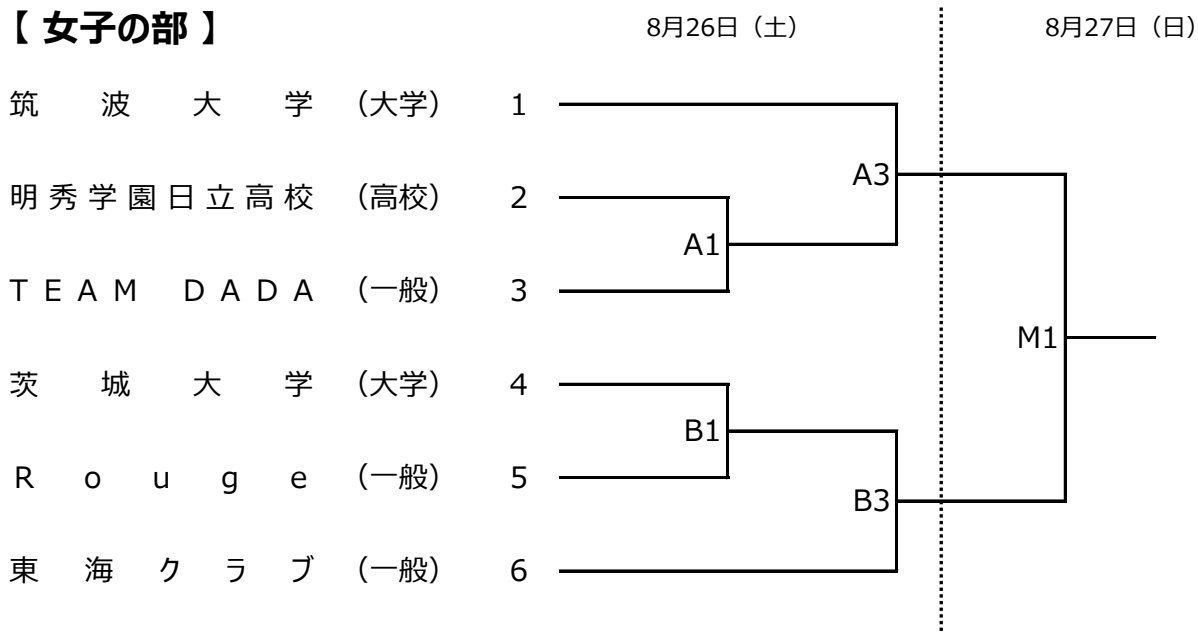 【 女子の部 】 8月26日（土） 8月27日（日）
筑波大学 （大学） 1
A3
明秀学園日立高校 （高校） 2
A1
TEAM DADA （一般） 3
M1
茨城大学 （大学） 4
B1
Rouge （一般） 5
B3
東海クラブ （一般） 6